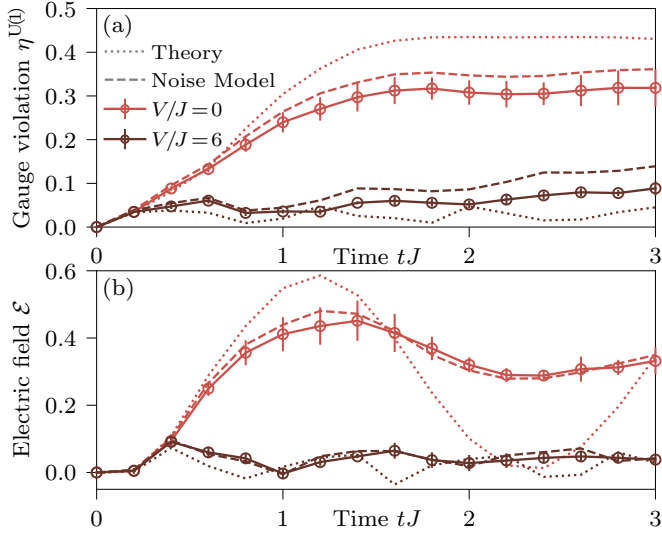 (a)
Gauge violation η^U(1)
0.5
0.4
0.3
0.2
0.1
0.0
Theory
Noise Model
V/J=0
V/J=6
0
1
2
3
Time tJ
(b)
Electric field ℰ
0.6
0.4
0.2
0.0
0
1
2
3
Time tJ